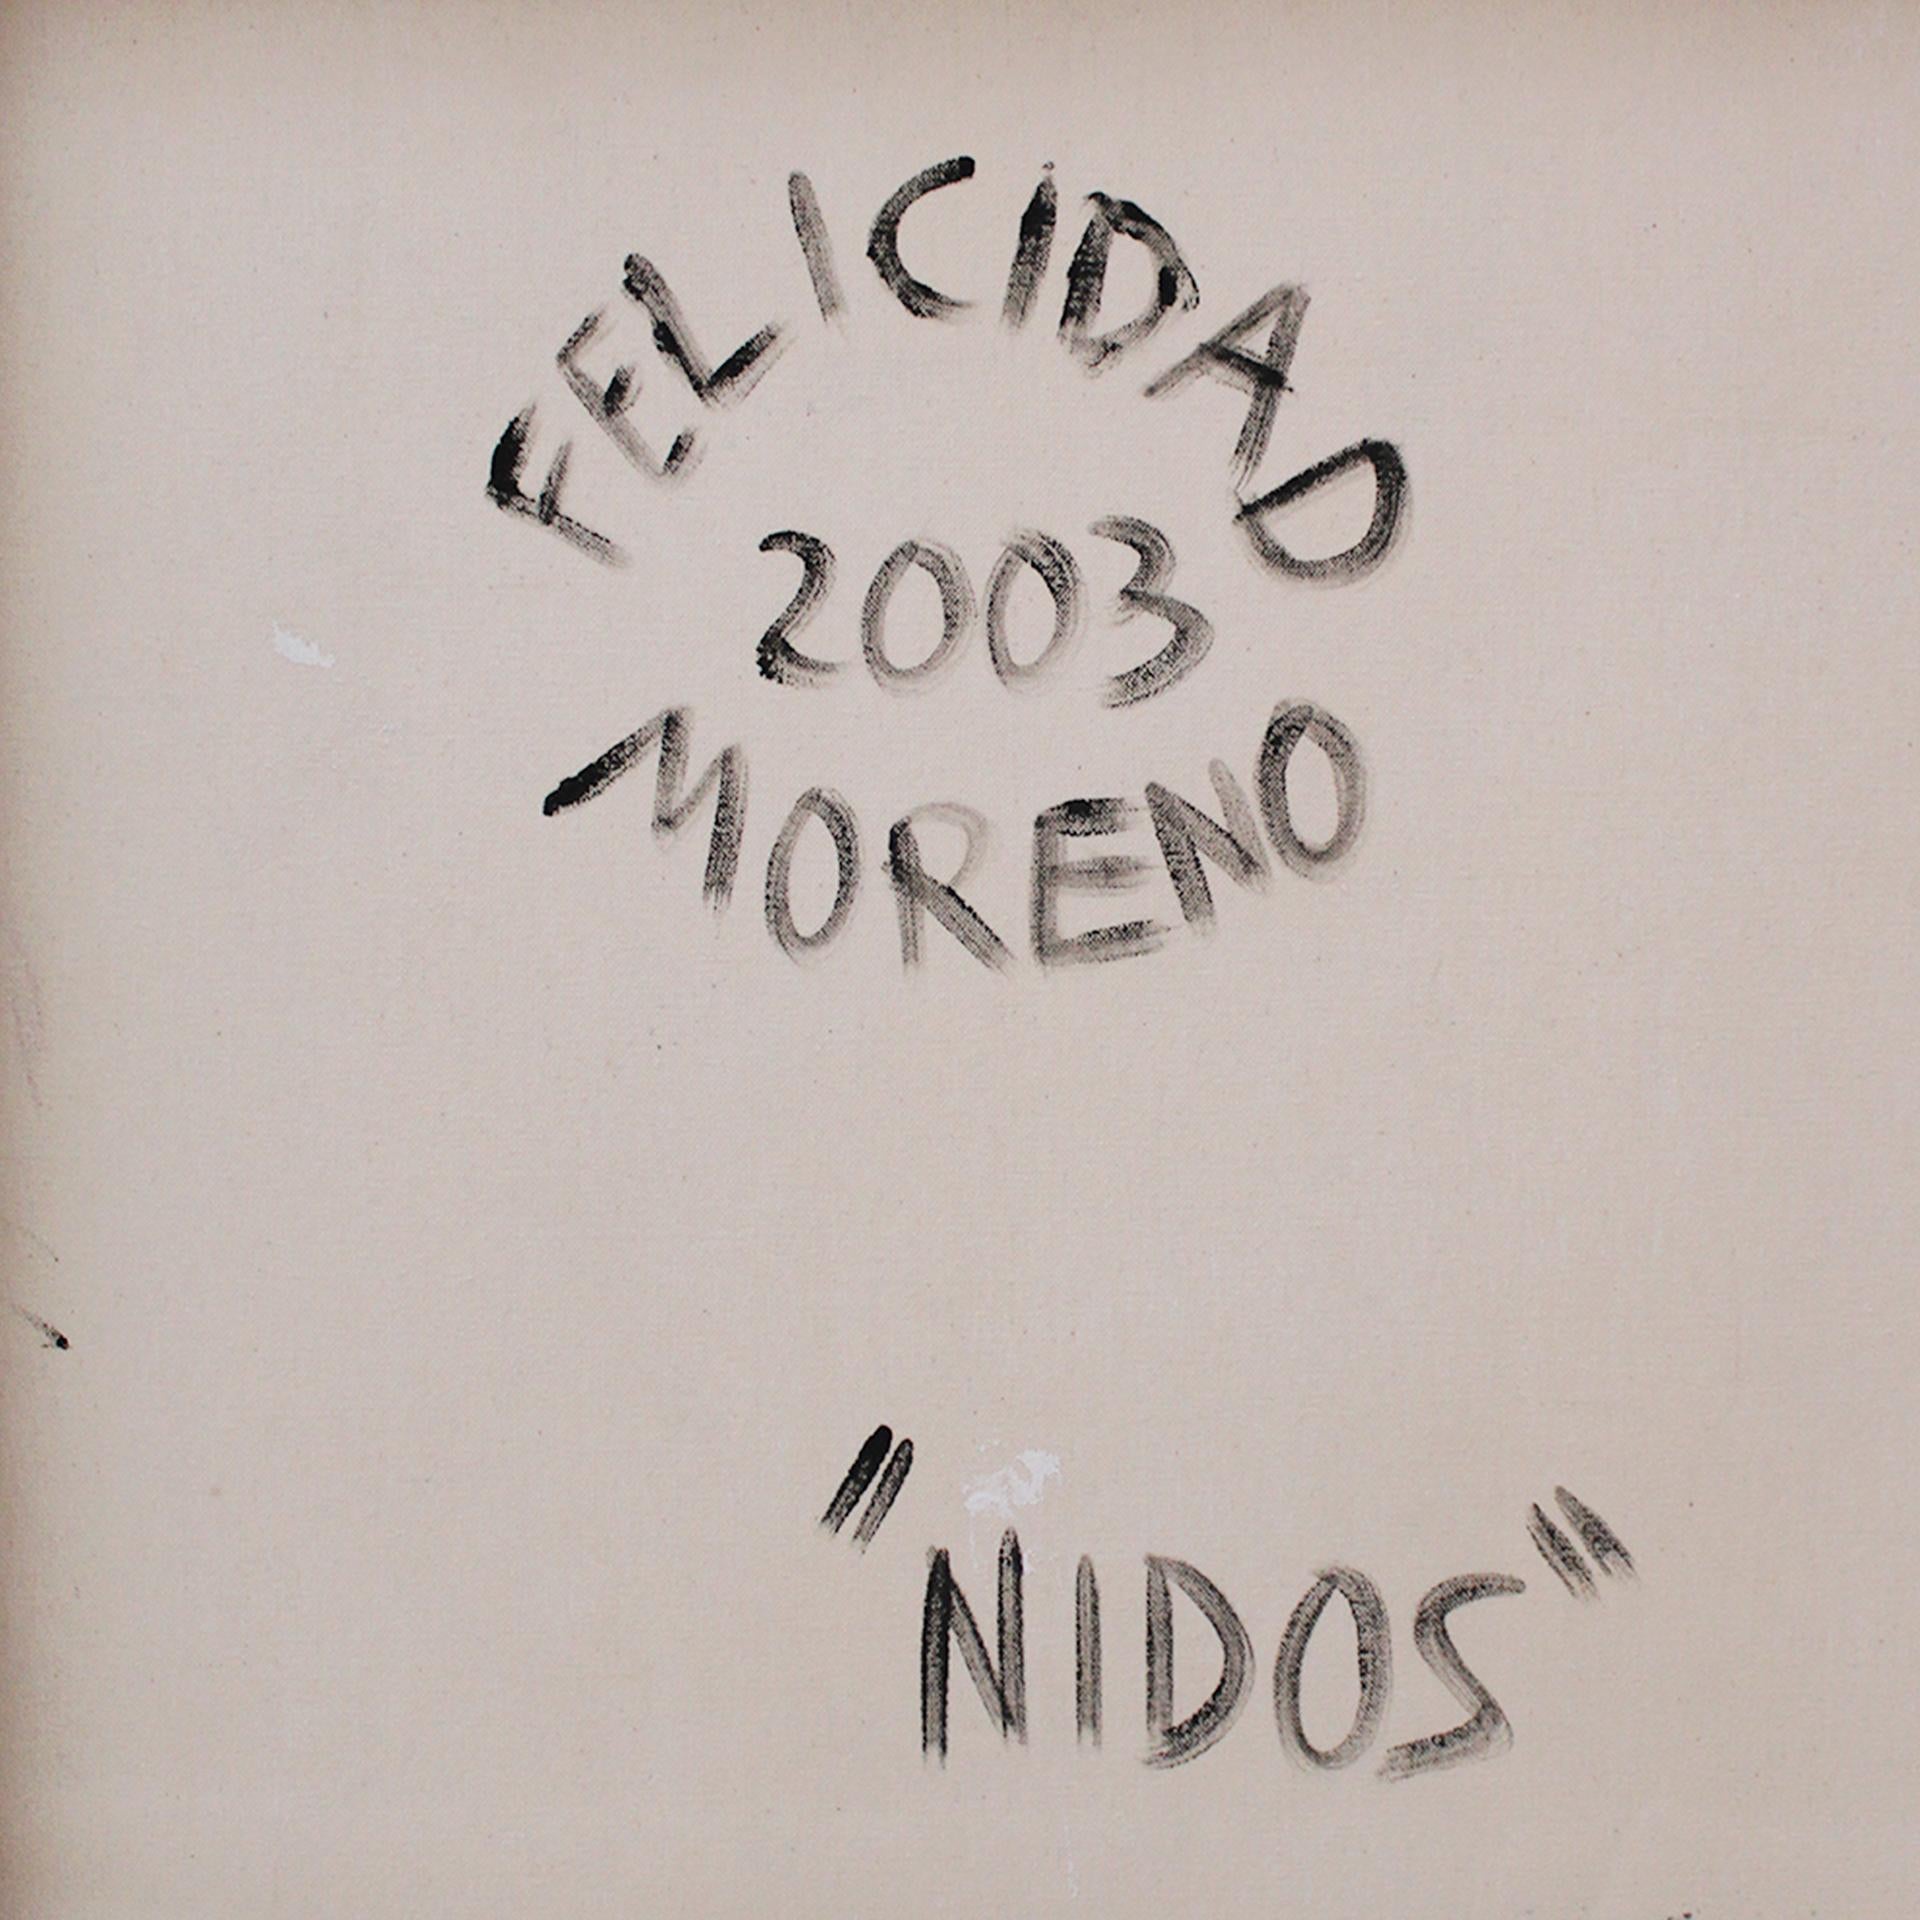 FELICIDAD
2003
MORENO
"NIDOS"